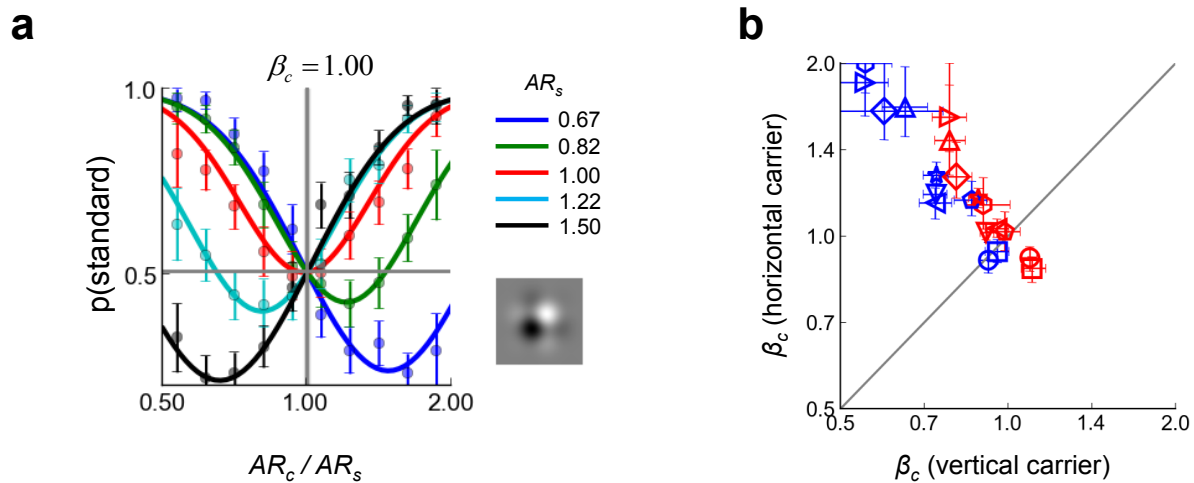 a
β_c = 1.00
p(standard)
1.0
0.5
0.50
1.00
2.00
AR_c / AR_s
AR_s
0.67
0.82
1.00
1.22
1.50
b
β_c (horizontal carrier)
2.0
1.4
1.0
0.7
0.5
0.5
0.7
1.0
1.4
2.0
β_c (vertical carrier)